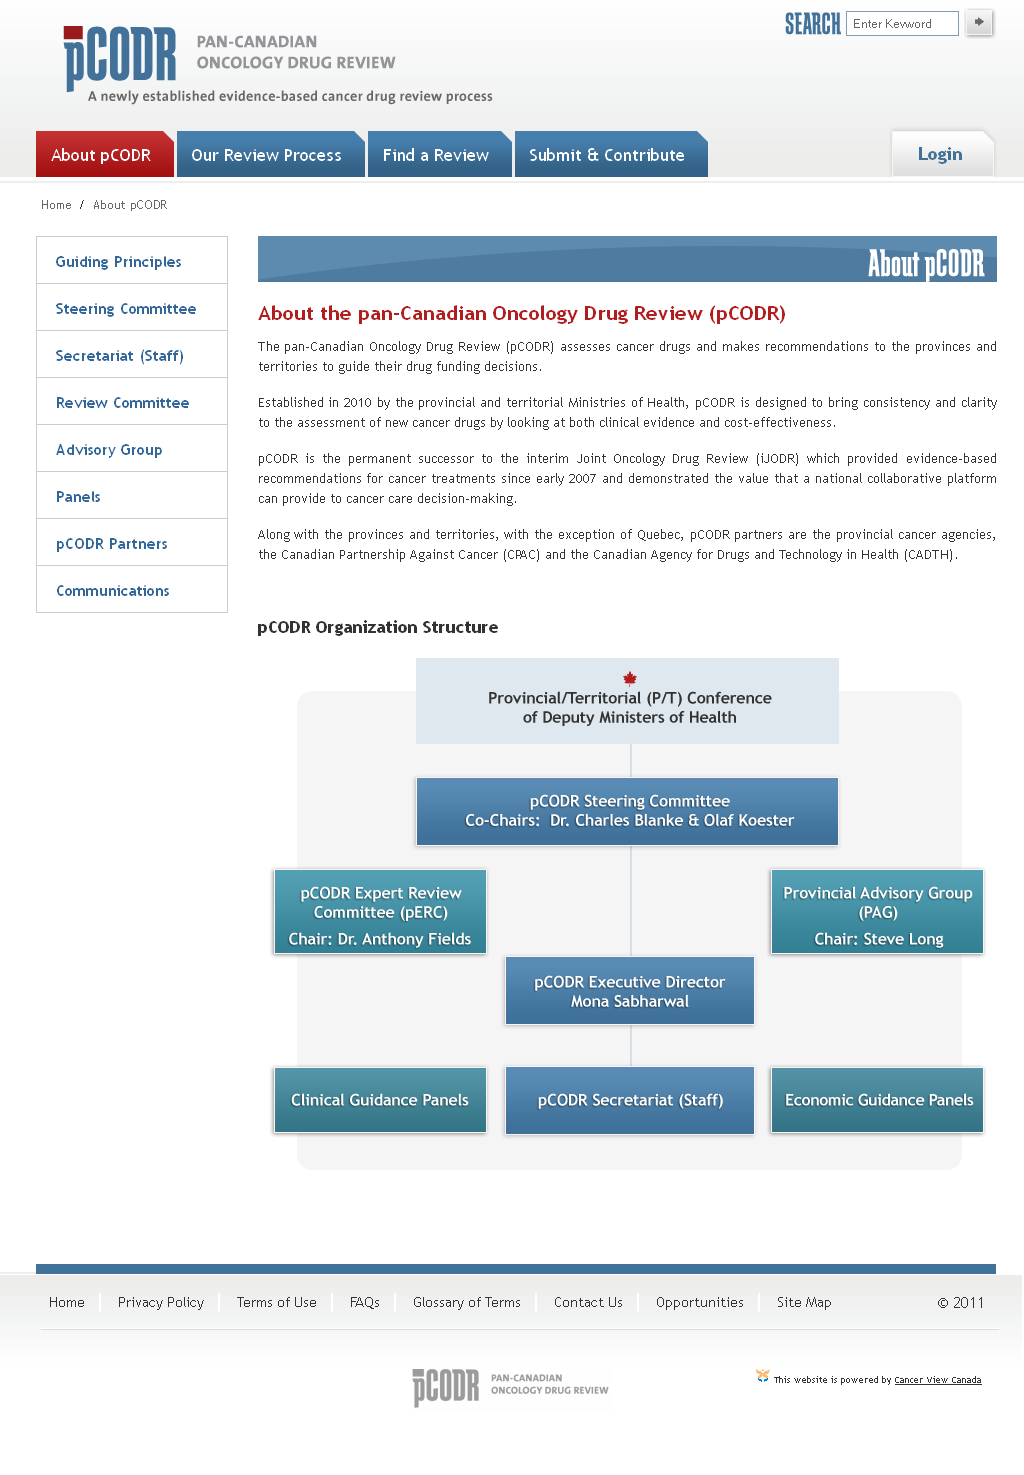 pCODR PAN-CANADIAN
ONCOLOGY DRUG REVIEW
A newly established evidence-based cancer drug review process
SEARCH Enter Keyword
About pCODR
Our Review Process
Find a Review
Submit & Contribute
Login
Home / About pCODR
Guiding Principles
Steering Committee
Secretariat (Staff)
Review Committee
Advisory Group
Panels
pCODR Partners
Communications
About pCODR
About the pan-Canadian Oncology Drug Review (pCODR)
The pan-Canadian Oncology Drug Review (pCODR) assesses cancer drugs and makes recommendations to the provinces and
territories to guide their drug funding decisions.
Established in 2010 by the provincial and territorial Ministries of Health, pCODR is designed to bring consistency and clarity
to the assessment of new cancer drugs by looking at both clinical evidence and cost-effectiveness.
pCODR is the permanent successor to the interim Joint Oncology Drug Review (iJODR) which provided evidence-based
recommendations for cancer treatments since early 2007 and demonstrated the value that a national collaborative platform
can provide to cancer care decision-making.
Along with the provinces and territories, with the exception of Quebec, pCODR partners are the provincial cancer agencies,
the Canadian Partnership Against Cancer (CPAC) and the Canadian Agency for Drugs and Technology in Health (CADTH).
pCODR Organization Structure
Provincial/Territorial (P/T) Conference
of Deputy Ministers of Health
pCODR Steering Committee
Co-Chairs: Dr. Charles Blanke & Olaf Koester
pCODR Expert Review
Committee (pERC)
Chair: Dr. Anthony Fields
Provincial Advisory Group
(PAG)
Chair: Steve Long
pCODR Executive Director
Mona Sabharwal
Clinical Guidance Panels
pCODR Secretariat (Staff)
Economic Guidance Panels
Home
Privacy Policy
Terms of Use
FAQs
Glossary of Terms
Contact Us
Opportunities
Site Map
© 2011
pCODR PAN-CANADIAN
ONCOLOGY DRUG REVIEW
This website is powered by Cancer View Canada